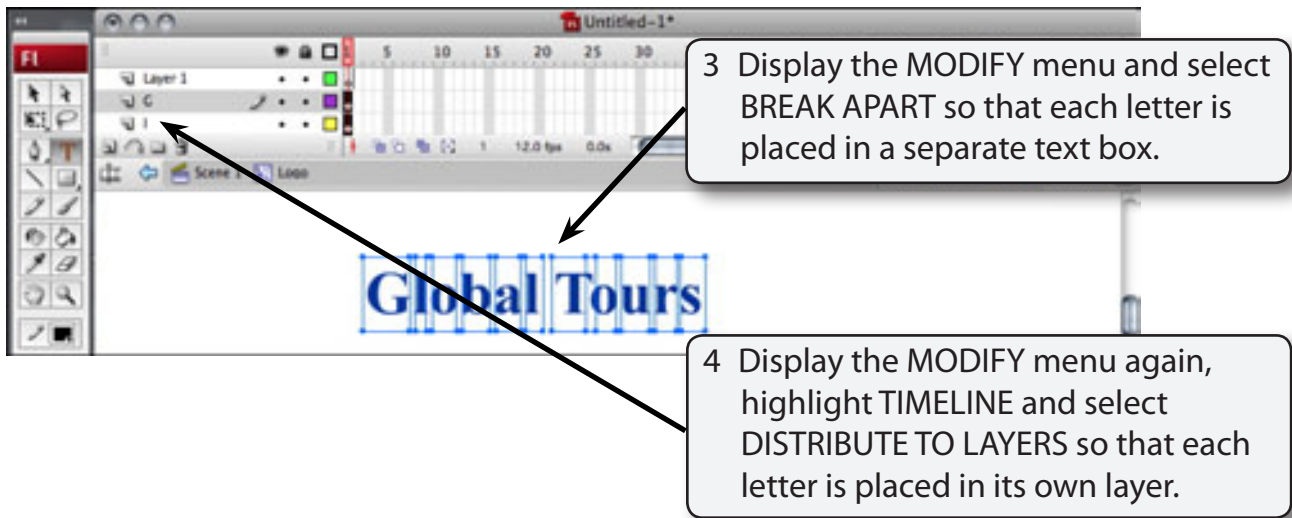 Untitled-1*
Fl
5 10 15 20 25 30
Layer 1
G
l
1 12.0 fps 0.0s
Scene 1 Logo
3 Display the MODIFY menu and select
BREAK APART so that each letter is
placed in a separate text box.
Global Tours
4 Display the MODIFY menu again,
highlight TIMELINE and select
DISTRIBUTE TO LAYERS so that each
letter is placed in its own layer.